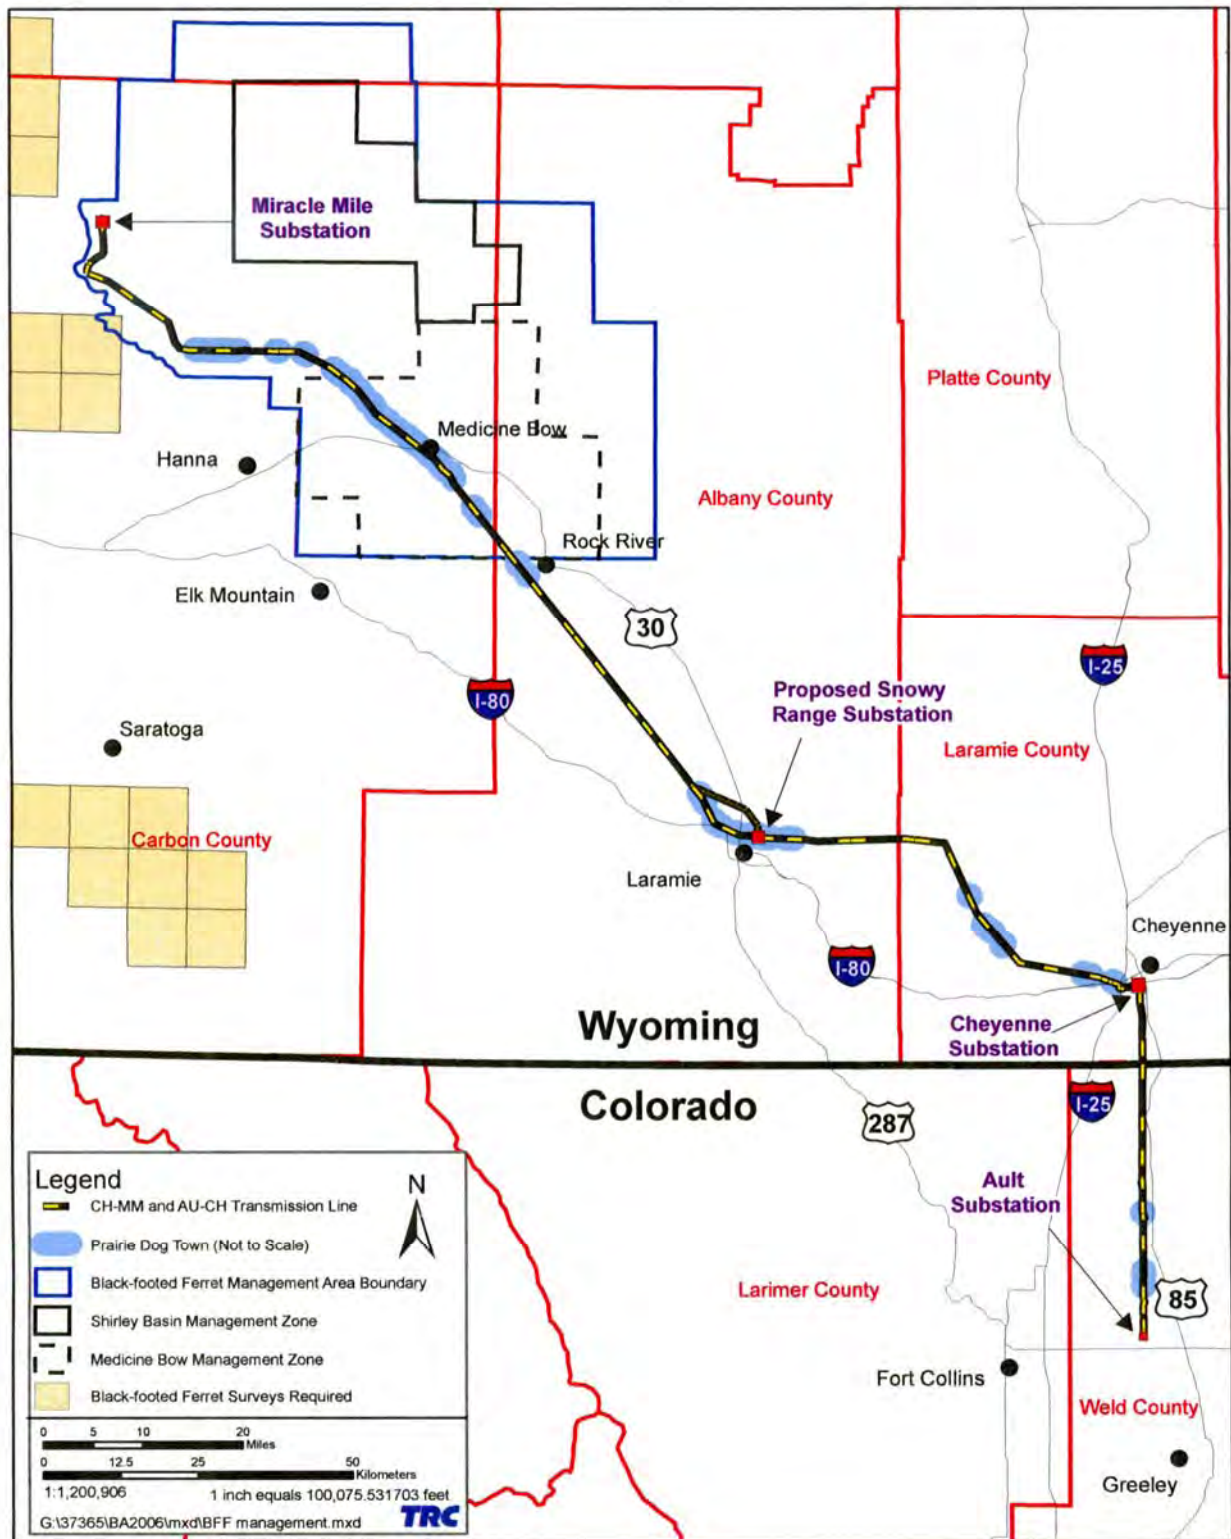 Miracle Mile
Substation
Platte County
Medicine Bow
Hanna
Albany County
Rock River
Elk Mountain
30
I-25
I-80
Proposed Snowy
Range Substation
Saratoga
Laramie County
Carbon County
Laramie
Cheyenne
I-80
Wyoming
Cheyenne
Substation
Colorado
I-25
287
Ault
Substation
Legend
N
CH-MM and AU-CH Transmission Line
Prairie Dog Town (Not to Scale)
Black-footed Ferret Management Area Boundary
Larimer County
85
Shirley Basin Management Zone
Medicine Bow Management Zone
Fort Collins
Black-footed Ferret Surveys Required
Weld County
0 5 10 20
Miles
0 12.5 25 50
Kilometers
Greeley
1:1,200,906 1 inch equals 100,075.531703 feet
G:\37365\BA2006\mxd\BFF management.mxd TRC